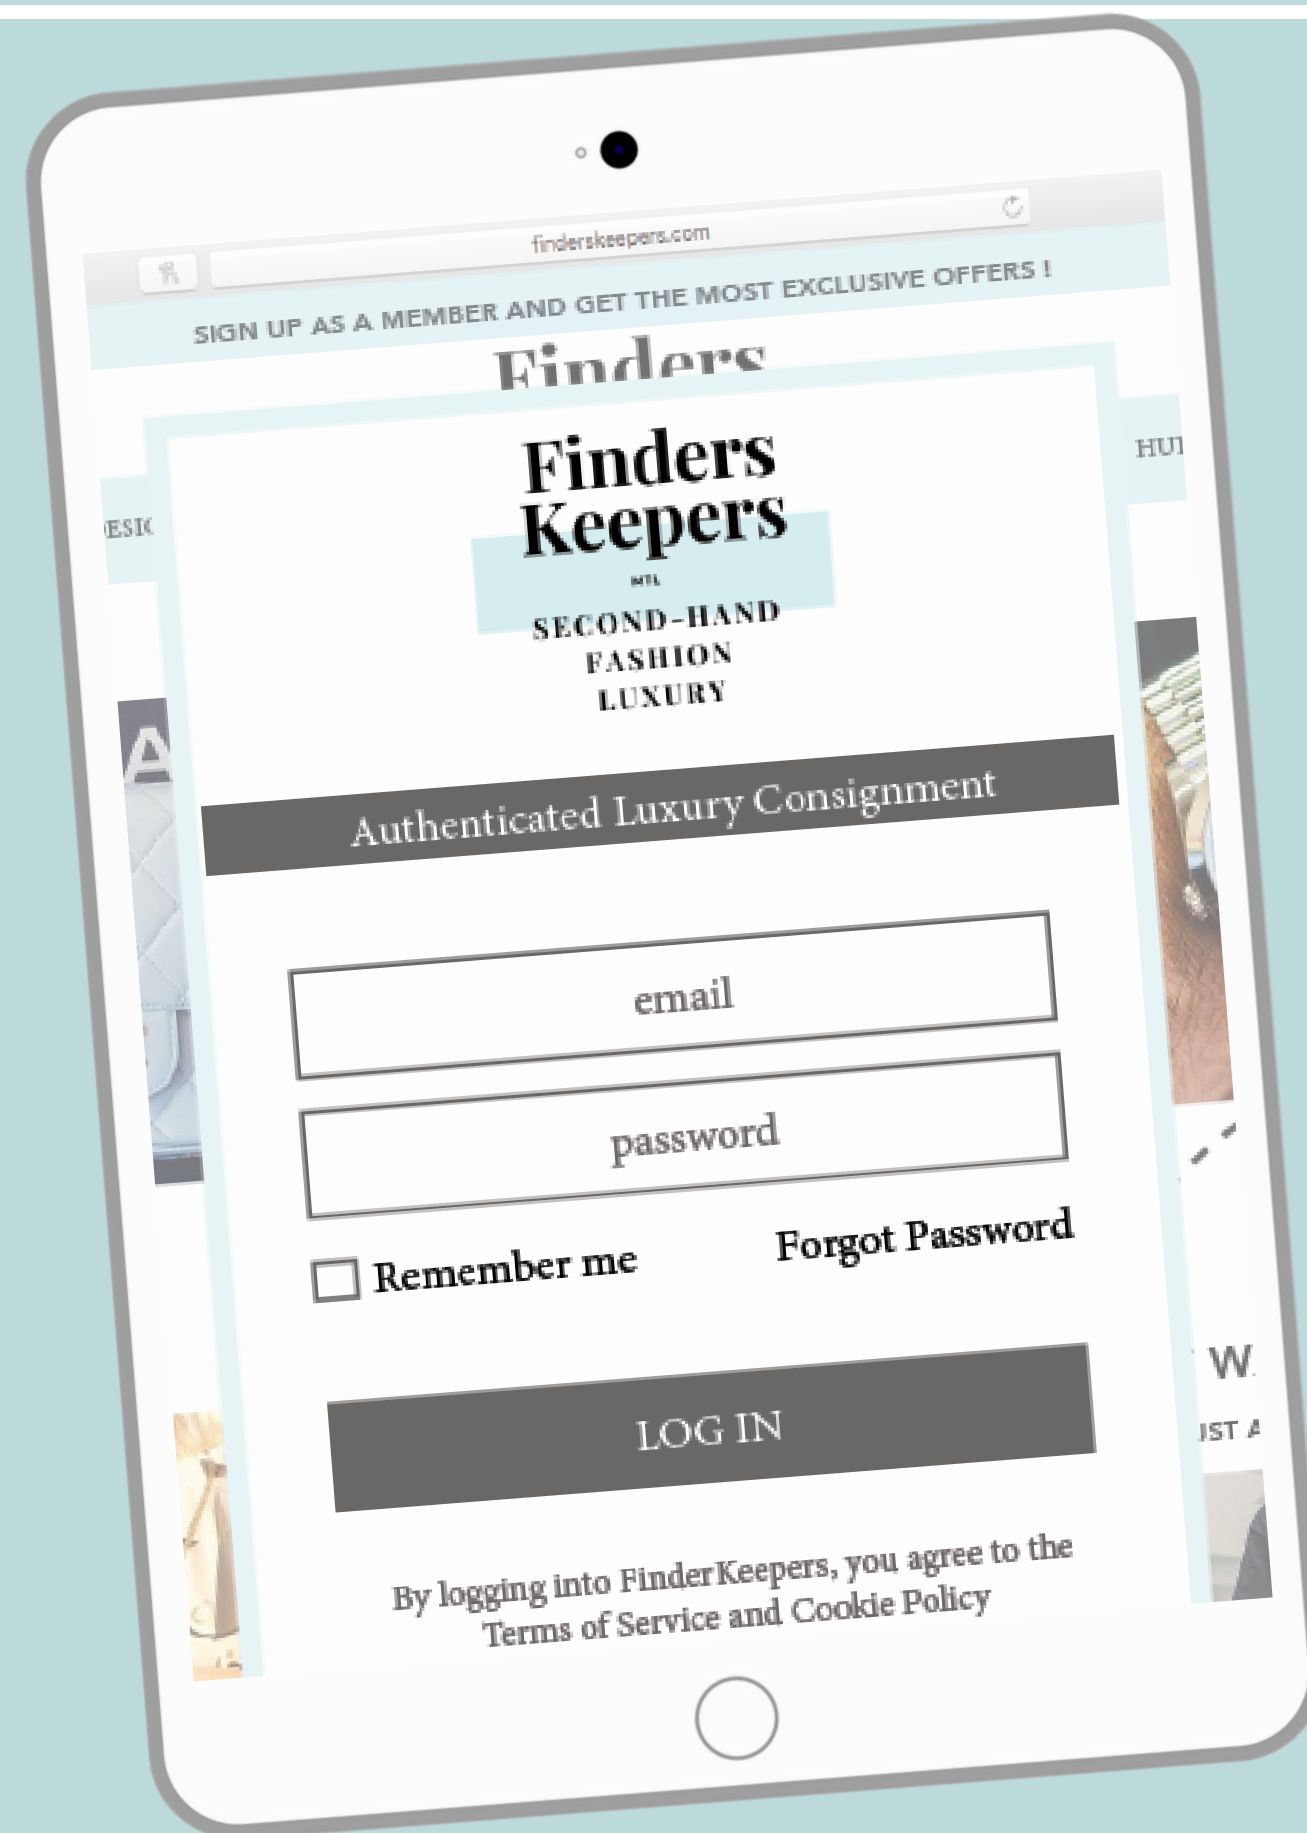 finderskeepers.com
SIGN UP AS A MEMBER AND GET THE MOST EXCLUSIVE OFFERS !
Finders
Finders
Keepers
MTL
SECOND-HAND
FASHION
LUXURY
Authenticated Luxury Consignment
email
password
Remember me
Forgot Password
LOG IN
By logging into FinderKeepers, you agree to the
Terms of Service and Cookie Policy